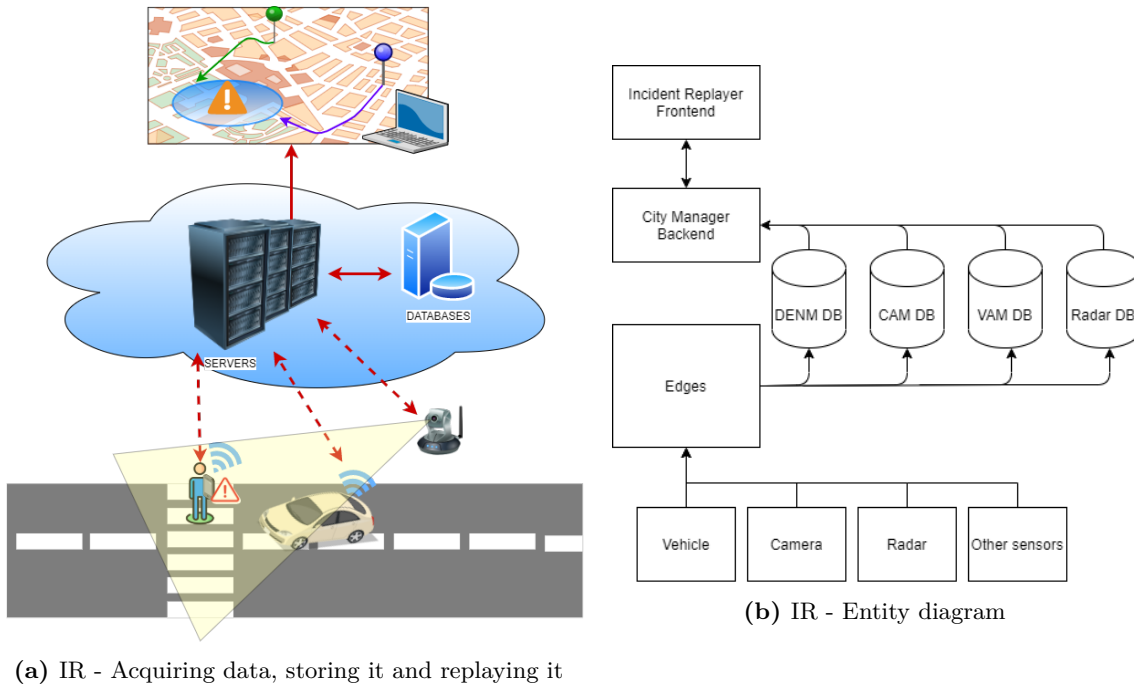 DATABASES
SERVERS
(a) IR - Acquiring data, storing it and replaying it
Incident Replayer
Frontend
City Manager
Backend
DENM DB
CAM DB
VAM DB
Radar DB
Edges
Vehicle
Camera
Radar
Other sensors
(b) IR - Entity diagram